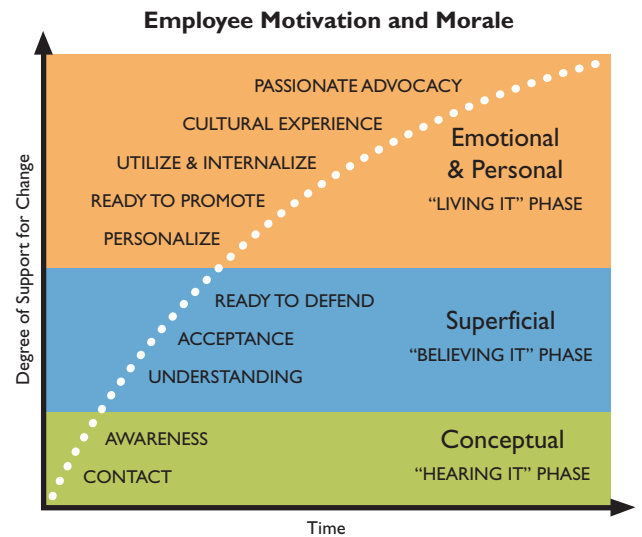 Employee Motivation and Morale
Degree of Support for Change
PASSIONATE ADVOCACY
CULTURAL EXPERIENCE
UTILIZE & INTERNALIZE
READY TO PROMOTE
PERSONALIZE
Emotional
& Personal
“LIVING IT” PHASE
READY TO DEFEND
ACCEPTANCE
UNDERSTANDING
Superficial
“BELIEVING IT” PHASE
AWARENESS
CONTACT
Conceptual
“HEARING IT” PHASE
Time